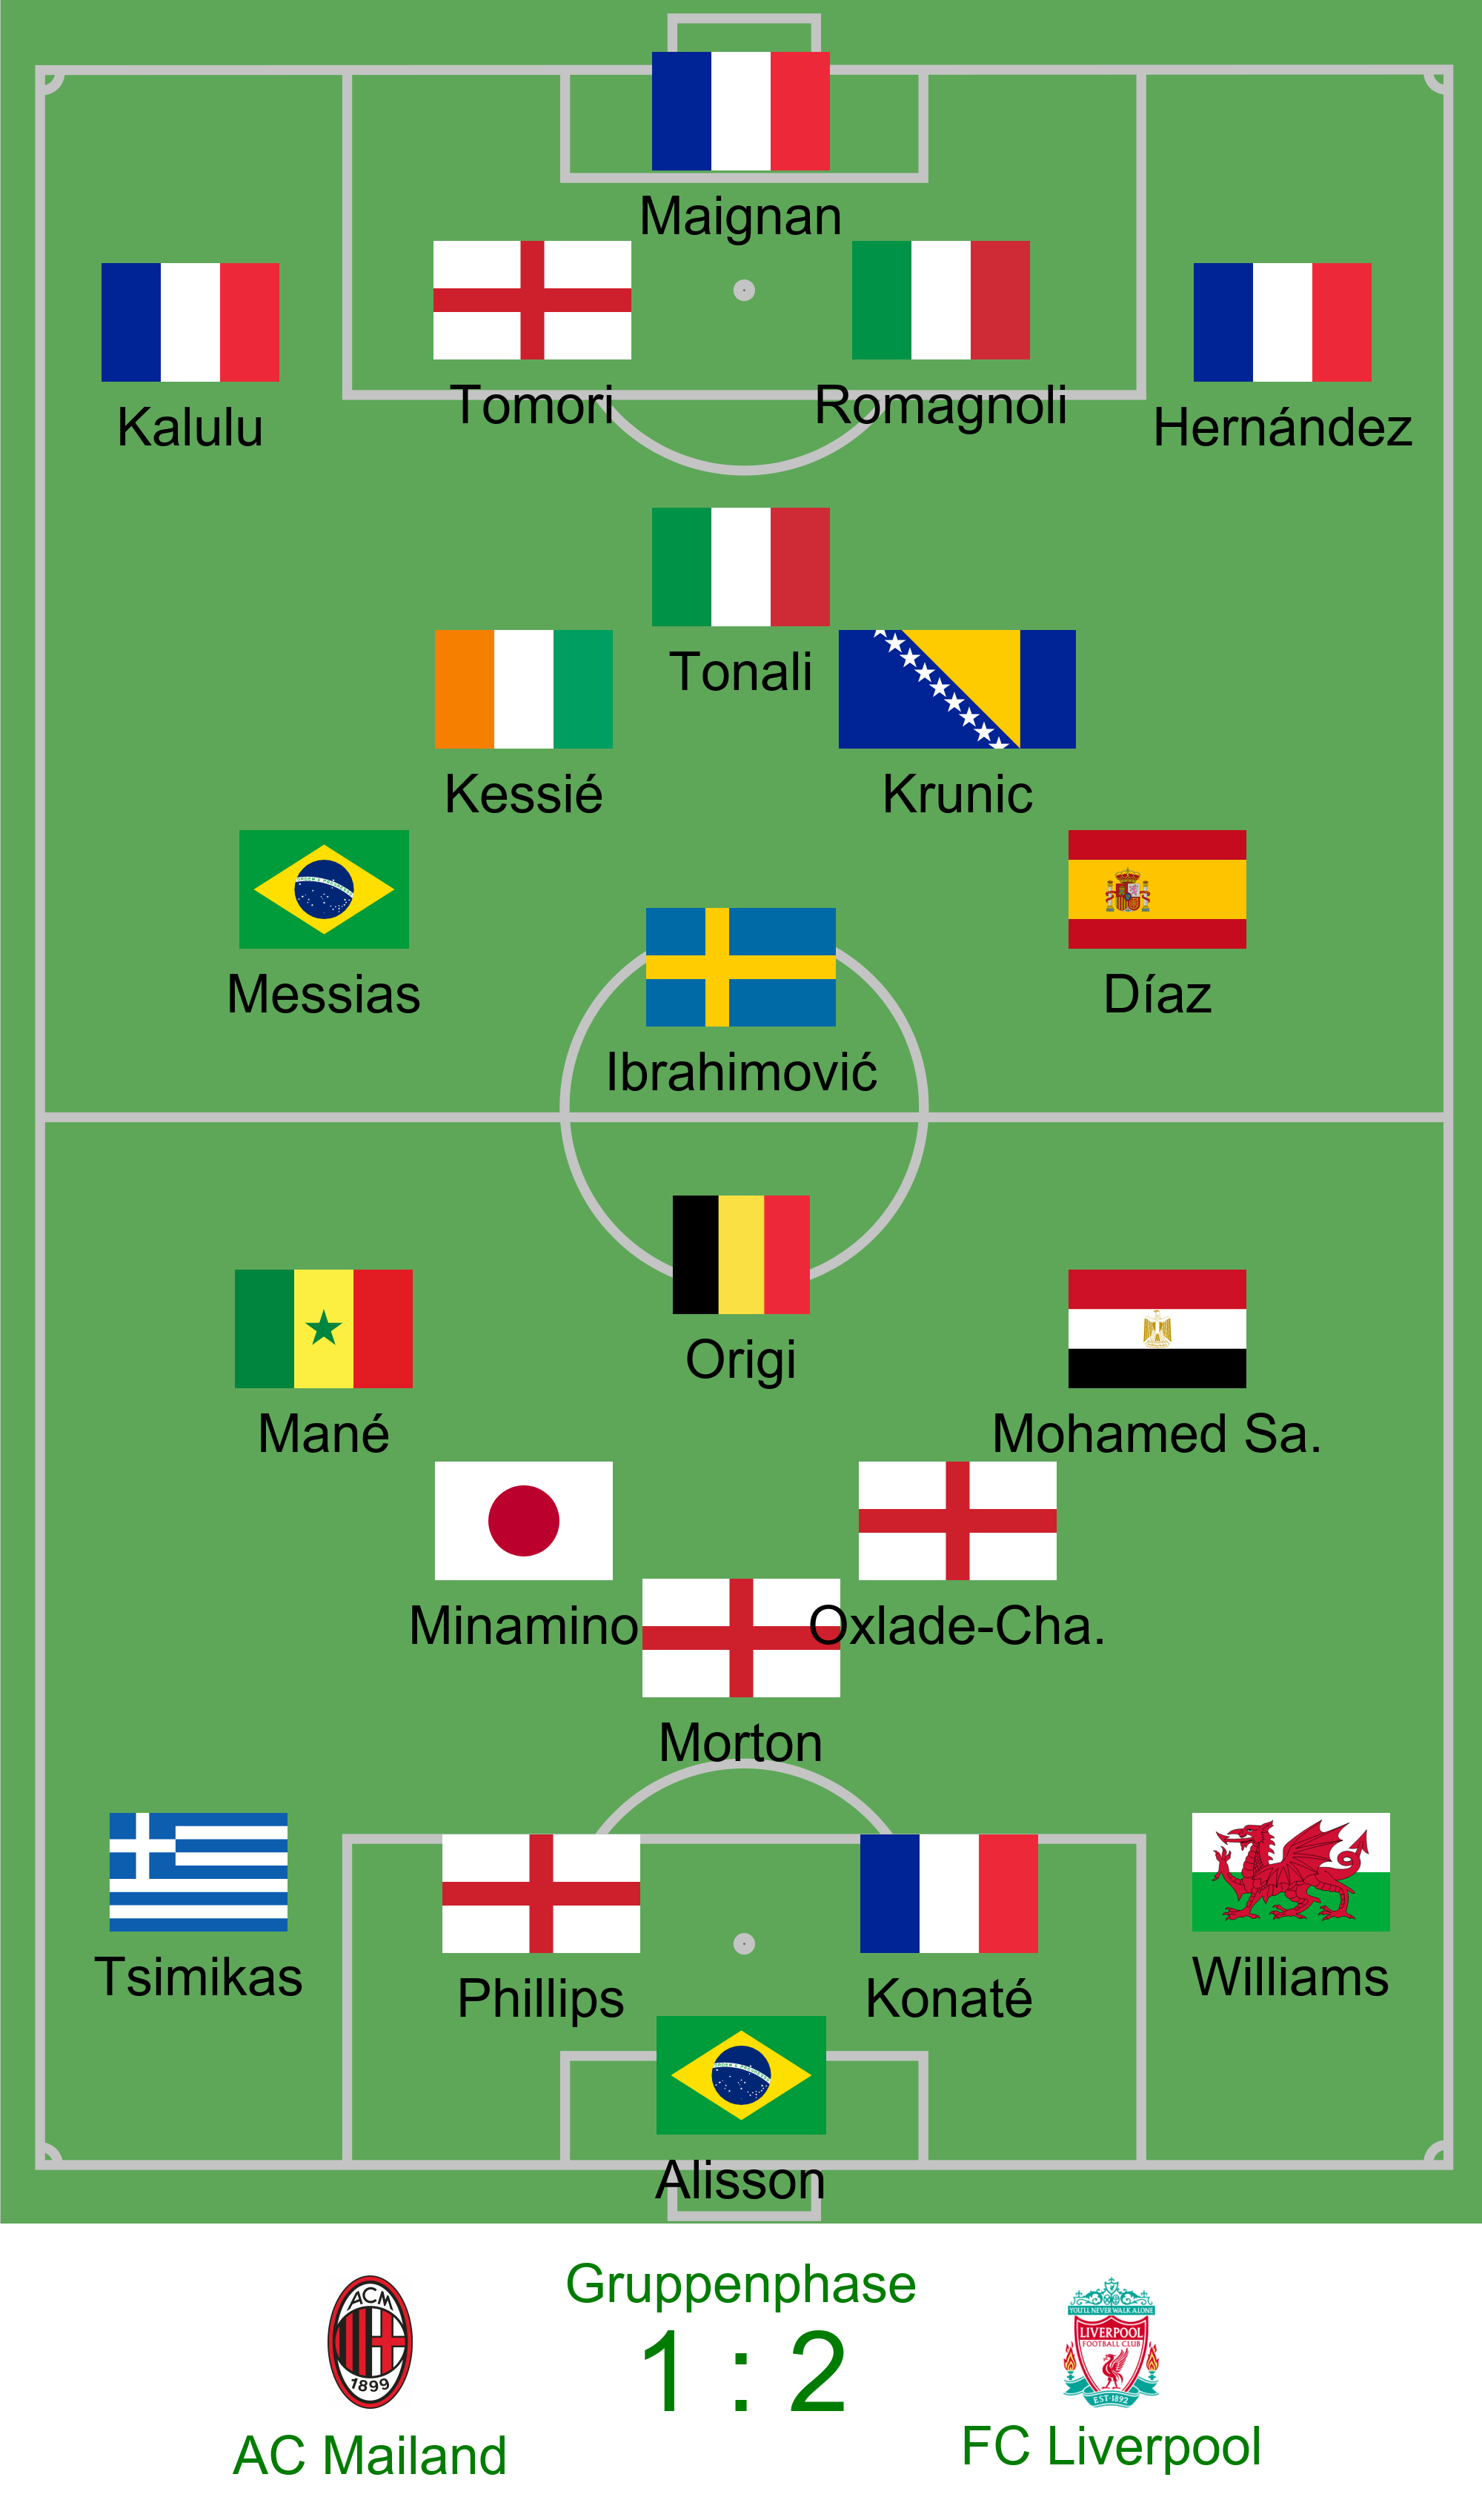 Maignan
Kalulu
Tomori
Romagnoli
Hernández
Tonali
Kessié
Krunic
Messias
Díaz
Ibrahimović
Origi
Mané
Mohamed Sa.
Minamino
Oxlade-Cha.
Morton
Tsimikas
Phillips
Konaté
Williams
Alisson
Gruppenphase
1 : 2
ACM
1899
AC Mailand
YOU'LL NEVER WALK ALONE
LIVERPOOL
FOOTBALL CLUB
EST·1892
FC Liverpool